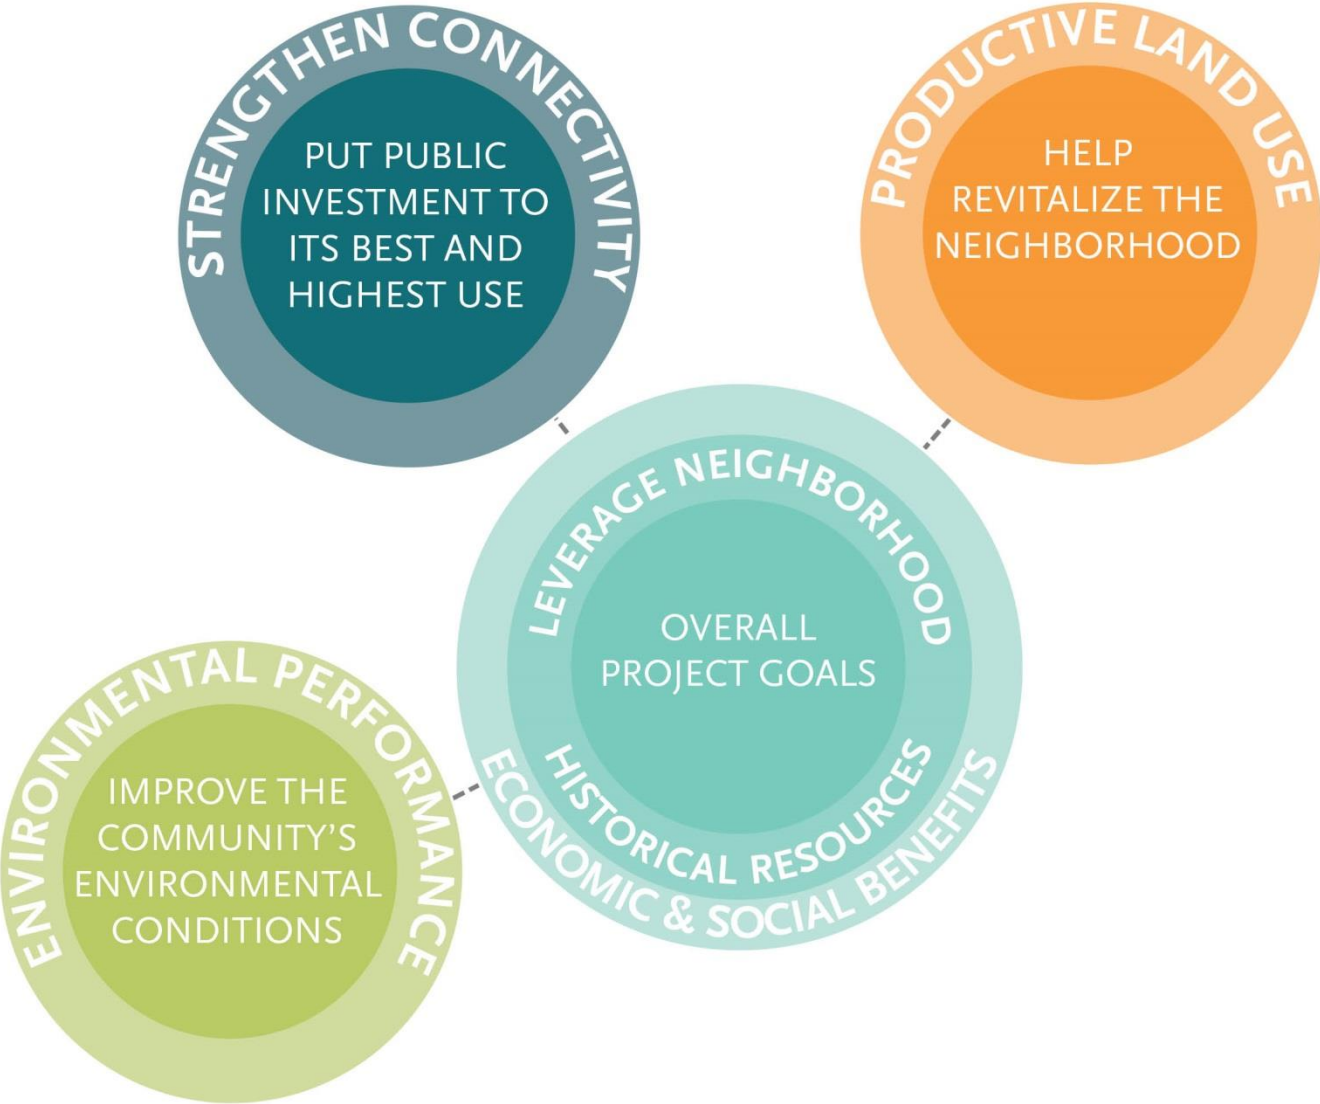 STRENGTHEN CONNECTIVITY
PUT PUBLIC
INVESTMENT TO
ITS BEST AND
HIGHEST USE
PRODUCTIVE LAND USE
HELP
REVITALIZE THE
NEIGHBORHOOD
LEVERAGE NEIGHBORHOOD
OVERALL
PROJECT GOALS
HISTORICAL RESOURCES
ECONOMIC & SOCIAL BENEFITS
ENVIRONMENTAL PERFORMANCE
IMPROVE THE
COMMUNITY'S
ENVIRONMENTAL
CONDITIONS